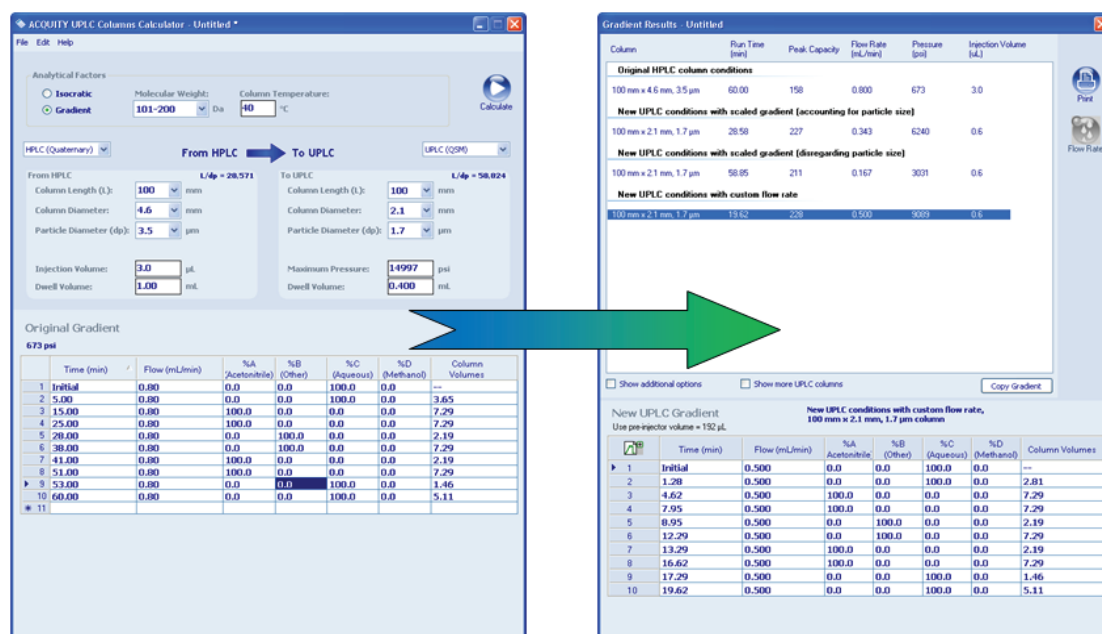 ACQUITY UPLC Columns Calculator - Untitled *
File Edit Help
Analytical Factors
Isocratic
Gradient
Molecular Weight: Column Temperature:
101-200 Da 40 °C
Calculate
HPLC (Quaternary) From HPLC To UPLC UPLC (QSM)
From HPLC L/dp = 28.571
Column Length (L): 100 mm
Column Diameter: 4.6 mm
Particle Diameter (dp): 3.5 µm
Injection Volume: 3.0 µL
Dwell Volume: 1.00 mL
To UPLC L/dp = 58.824
Column Length (L): 100 mm
Column Diameter: 2.1 mm
Particle Diameter (dp): 1.7 µm
Maximum Pressure: 14997 psi
Dwell Volume: 0.400 mL
Original Gradient
673 psi
Time (min) Flow (mL/min) %A (Acetonitrile) %B (Other) %C (Aqueous) %D (Methanol) Column Volumes
1 Initial 0.80 0.0 0.0 100.0 0.0 --
2 5.00 0.80 0.0 0.0 100.0 0.0 3.65
3 15.00 0.80 100.0 0.0 0.0 0.0 7.29
4 25.00 0.80 100.0 0.0 0.0 0.0 7.29
5 28.00 0.80 0.0 100.0 0.0 0.0 2.19
6 38.00 0.80 0.0 100.0 0.0 0.0 7.29
7 41.00 0.80 100.0 0.0 0.0 0.0 2.19
8 51.00 0.80 100.0 0.0 0.0 0.0 7.29
9 53.00 0.80 0.0 0.0 100.0 0.0 1.46
10 60.00 0.80 0.0 0.0 100.0 0.0 5.11
11
Gradient Results - Untitled
Column Run Time (min) Peak Capacity Flow Rate (mL/min) Pressure (psi) Injection Volume (uL)
Original HPLC column conditions
100 mm x 4.6 mm, 3.5 µm 60.00 158 0.800 673 3.0
New UPLC conditions with scaled gradient (accounting for particle size)
100 mm x 2.1 mm, 1.7 µm 28.58 227 0.343 6240 0.6
New UPLC conditions with scaled gradient (disregarding particle size)
100 mm x 2.1 mm, 1.7 µm 58.85 211 0.167 3031 0.6
New UPLC conditions with custom flow rate
100 mm x 2.1 mm, 1.7 µm 19.62 228 0.500 9089 0.6
Print
Flow Rate
Show additional options Show more UPLC columns Copy Gradient
New UPLC Gradient
Use pre-injector volume = 192 µL
New UPLC conditions with custom flow rate,
100 mm x 2.1 mm, 1.7 µm column
Time (min) Flow (mL/min) %A Acetonitrile %B (Other) %C (Aqueous) %D (Methanol) Column Volumes
1 Initial 0.500 0.0 0.0 100.0 0.0 --
2 1.28 0.500 0.0 0.0 100.0 0.0 2.81
3 4.62 0.500 100.0 0.0 0.0 0.0 7.29
4 7.95 0.500 100.0 0.0 0.0 0.0 7.29
5 8.95 0.500 0.0 100.0 0.0 0.0 2.19
6 12.29 0.500 0.0 100.0 0.0 0.0 7.29
7 13.29 0.500 100.0 0.0 0.0 0.0 2.19
8 16.62 0.500 100.0 0.0 0.0 0.0 7.29
9 17.29 0.500 0.0 0.0 100.0 0.0 1.46
10 19.62 0.500 0.0 0.0 100.0 0.0 5.11